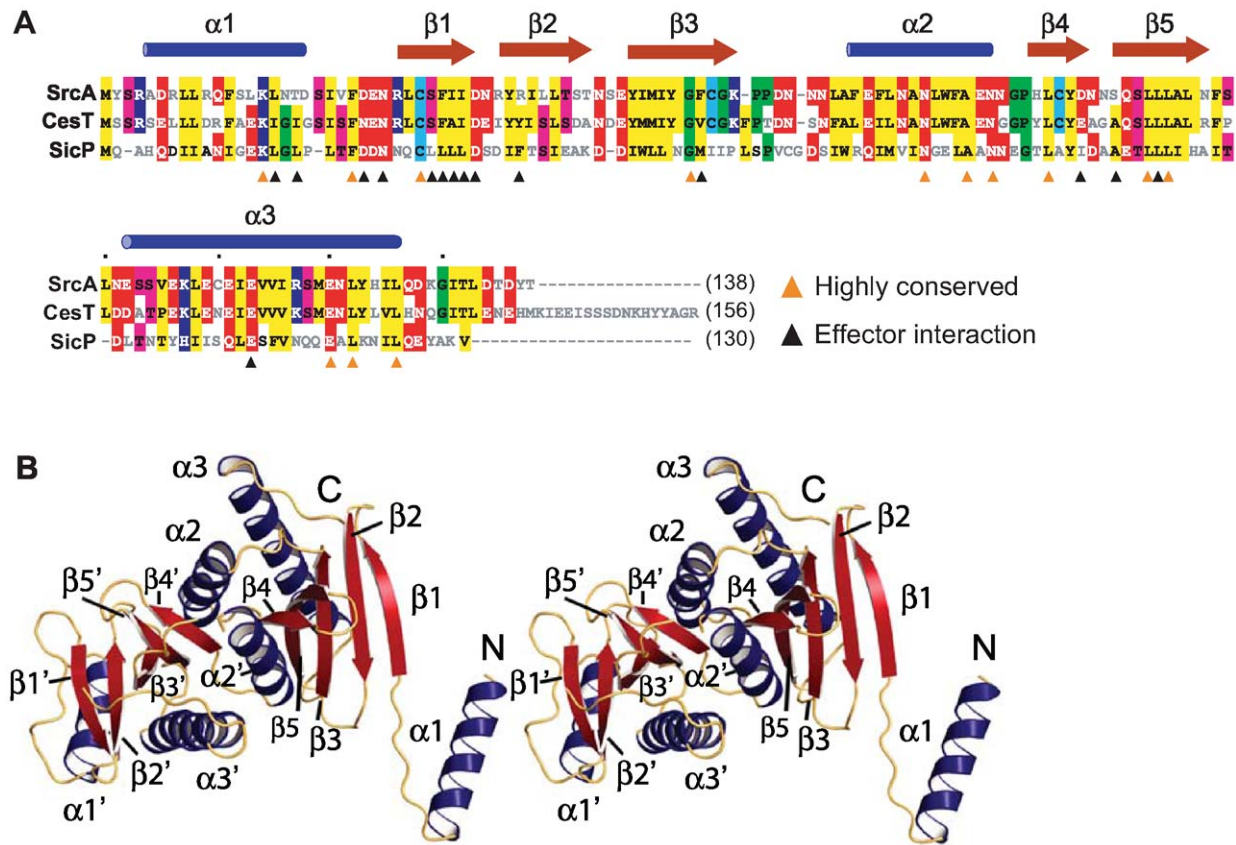 A
α1 β1 β2 β3 α2 β4 β5
SrcA MYSRADRLLRQFSLKLNTDSIVFDENRLCSFIIDNRYRILLTSTNSEYIMIYGFCGK-PPDN-NNLAFEFLNANLWFAENNGPHLCYDNNSQSLLLALNFS
CesT MSSRSELLLDRFAEKIGIGSISFNENRLCSFAIDEIYYISLSDANDEYMMIYGVCGKFPTDN-SNFALEILNANLWFAENGGPYLCYEAGAQSLLLALRFP
SicP MQ-AHQDIIANIGEKLGLP-LTFDDNNQCLLLLDSDIFTSIEAKD-DIWLLNGMIIPLSPVCGDSIWRQIMVINGELAANNEGTLAYIDAAETLLLIHAIT
α3
SrcA LNESSVEKLECEIEVVIRSMENLYHILQDKGITLDTDYT--------------- (138)
CesT LDDATPEKLENEIEVVVKSMENLYLVLHNQGITLENEHMKIEEISSSDNKHYYAGR (156)
SicP -DLTNTYHIISQLESFVNQQEALKNILQEYAKV--------------------- (130)
Highly conserved
Effector interaction
B
α3 C β2 α2 β5' β4' β4 β1 N β1' β3' α2' β5 β3 α1 β2' α3' α1'
α3 C β2 α2 β5' β4' β4 β1 N β1' β3' α2' β5 β3 α1 β2' α3' α1'